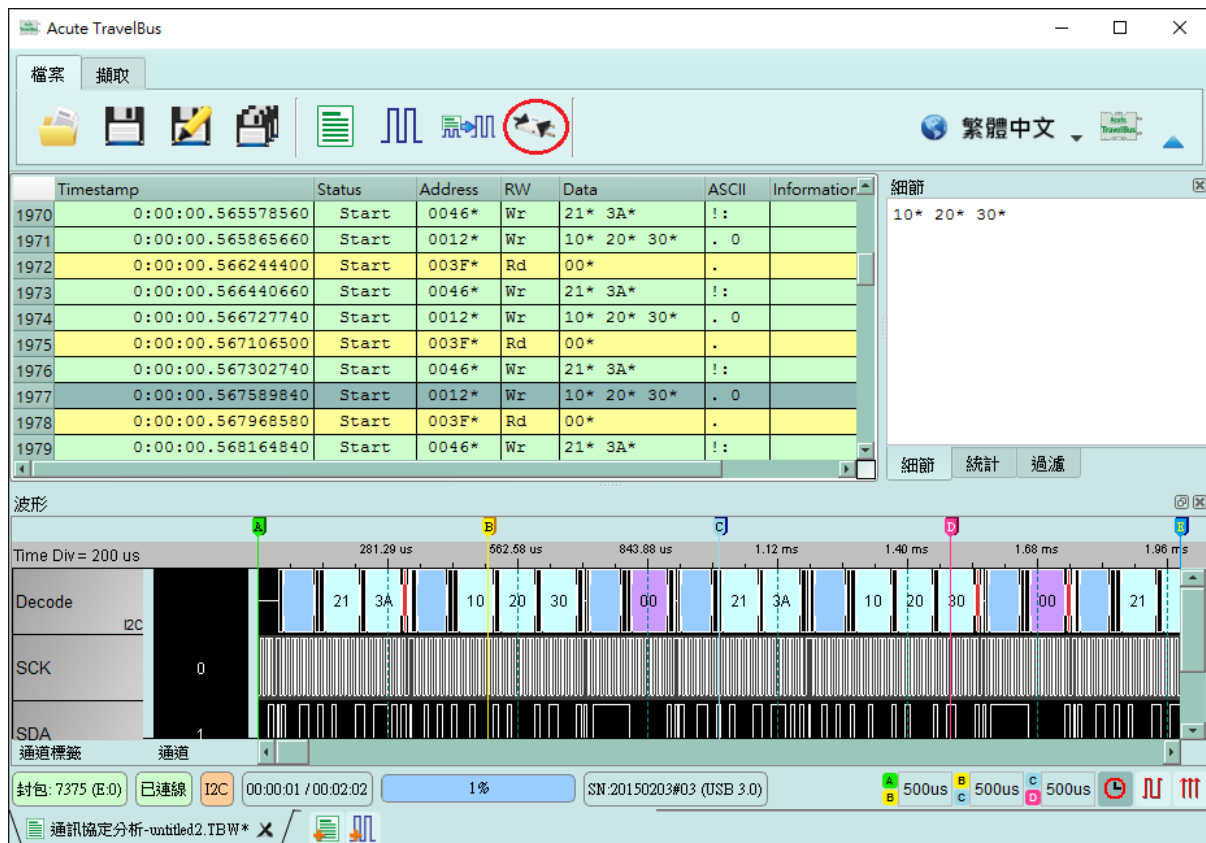 Acute TravelBus
檔案 擷取
繁體中文
Acute TravelBus
Timestamp Status Address RW Data ASCII Information
1970 0:00:00.565578560 Start 0046* Wr 21* 3A* !:
1971 0:00:00.565865660 Start 0012* Wr 10* 20* 30* . 0
1972 0:00:00.566244400 Start 003F* Rd 00* .
1973 0:00:00.566440660 Start 0046* Wr 21* 3A* !:
1974 0:00:00.566727740 Start 0012* Wr 10* 20* 30* . 0
1975 0:00:00.567106500 Start 003F* Rd 00* .
1976 0:00:00.567302740 Start 0046* Wr 21* 3A* !:
1977 0:00:00.567589840 Start 0012* Wr 10* 20* 30* . 0
1978 0:00:00.567968580 Start 003F* Rd 00* .
1979 0:00:00.568164840 Start 0046* Wr 21* 3A* !:
細節
10* 20* 30*
細節 統計 過濾
波形
A B C D E
Time Div = 200 us 281.29 us 562.58 us 843.88 us 1.12 ms 1.40 ms 1.68 ms 1.96 ms
Decode I2C 21 3A 10 20 30 00 21 3A 10 20 30 00 21
SCK 0
SDA 1
通道標籤 通道
封包: 7375 (E:0) 已連線 I2C 00:00:01 / 00:02:02 1% SN:20150203#03 (USB 3.0) A B 500us B C 500us C D 500us
通訊協定分析-untitled2.TBW*